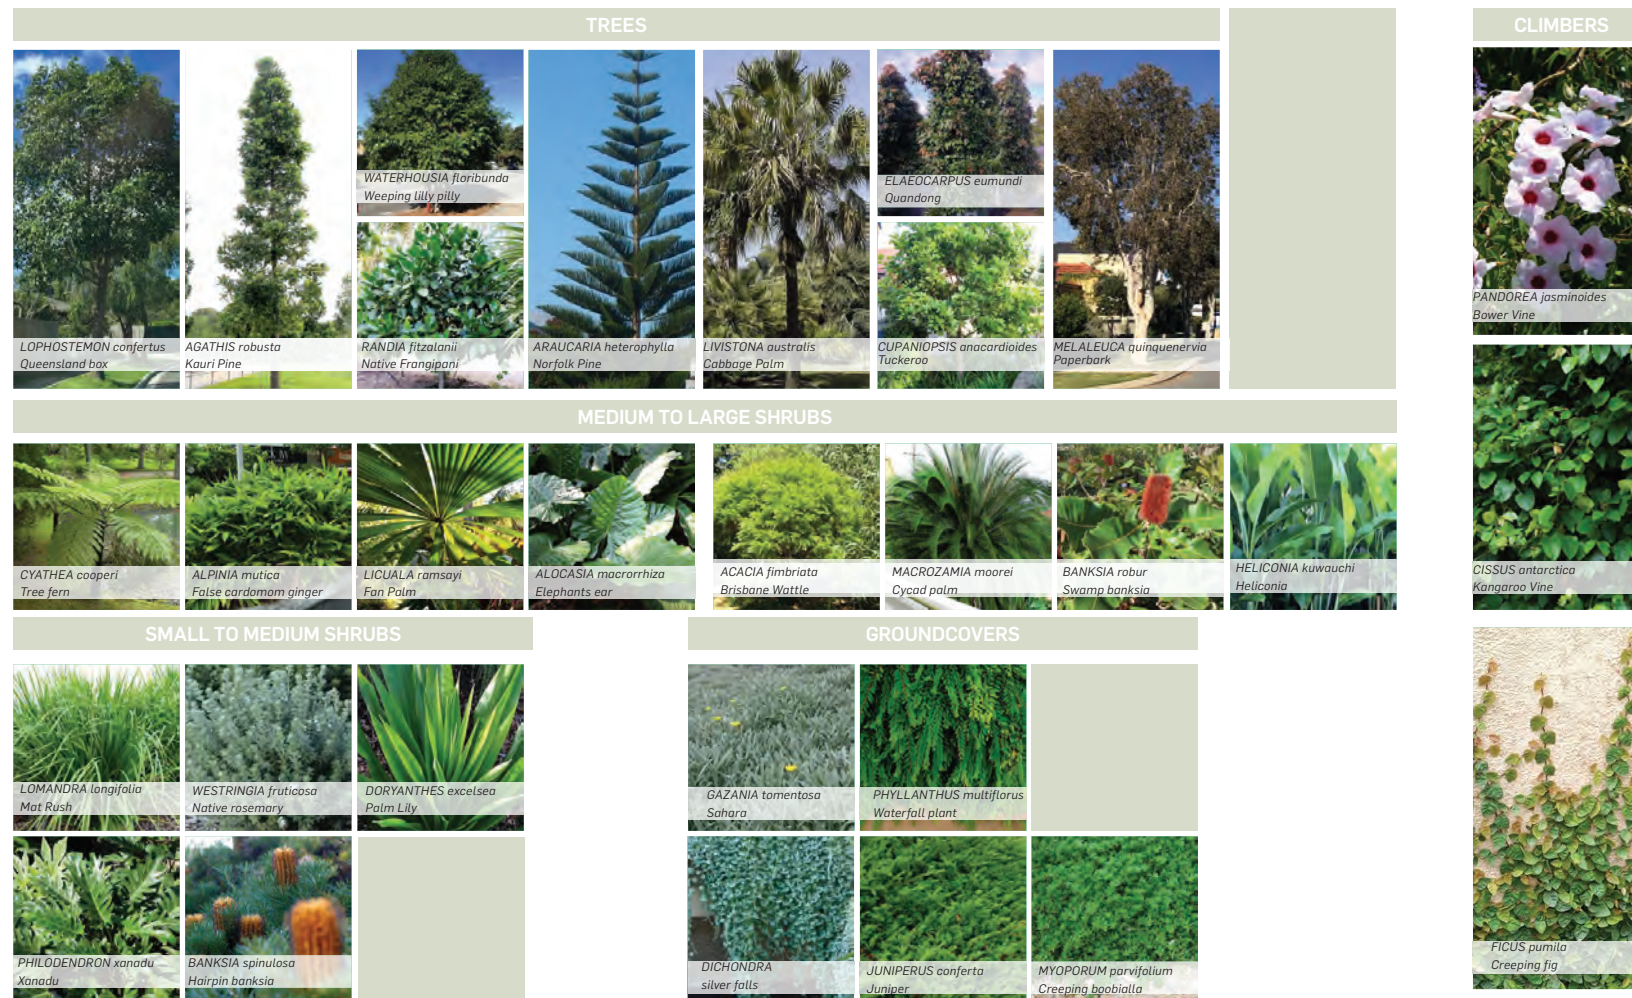 TREES
LOPHOSTEMON confertus
Queensland box
AGATHIS robusta
Kauri Pine
WATERHOUSIA floribunda
Weeping lilly pilly
RANDIA fitzalanii
Native Frangipani
ARAUCARIA heterophylla
Norfolk Pine
LIVISTONA australis
Cabbage Palm
ELAEOCARPUS eumundi
Quandong
CUPANIOPSIS anacardioides
Tuckeroo
MELALEUCA quinquenervia
Paperbark
MEDIUM TO LARGE SHRUBS
CYATHEA cooperi
Tree fern
ALPINIA mutica
False cardomom ginger
LICUALA ramsayi
Fan Palm
ALOCASIA macrorrhiza
Elephants ear
ACACIA fimbriata
Brisbane Wattle
MACROZAMIA moorei
Cycad palm
BANKSIA robur
Swamp banksia
HELICONIA kuwauchi
Heliconia
SMALL TO MEDIUM SHRUBS
LOMANDRA longifolia
Mat Rush
WESTRINGIA fruticosa
Native rosemary
DORYANTHES excelsea
Palm Lily
PHILODENDRON xanadu
Xanadu
BANKSIA spinulosa
Hairpin banksia
GROUNDCOVERS
GAZANIA tomentosa
Sahara
PHYLLANTHUS multiflorus
Waterfall plant
DICHONDRA
silver falls
JUNIPERUS conferta
Juniper
MYOPORUM parvifolium
Creeping boobialla
CLIMBERS
PANDOREA jasminoides
Bower Vine
CISSUS antarctica
Kangaroo Vine
FICUS pumila
Creeping fig